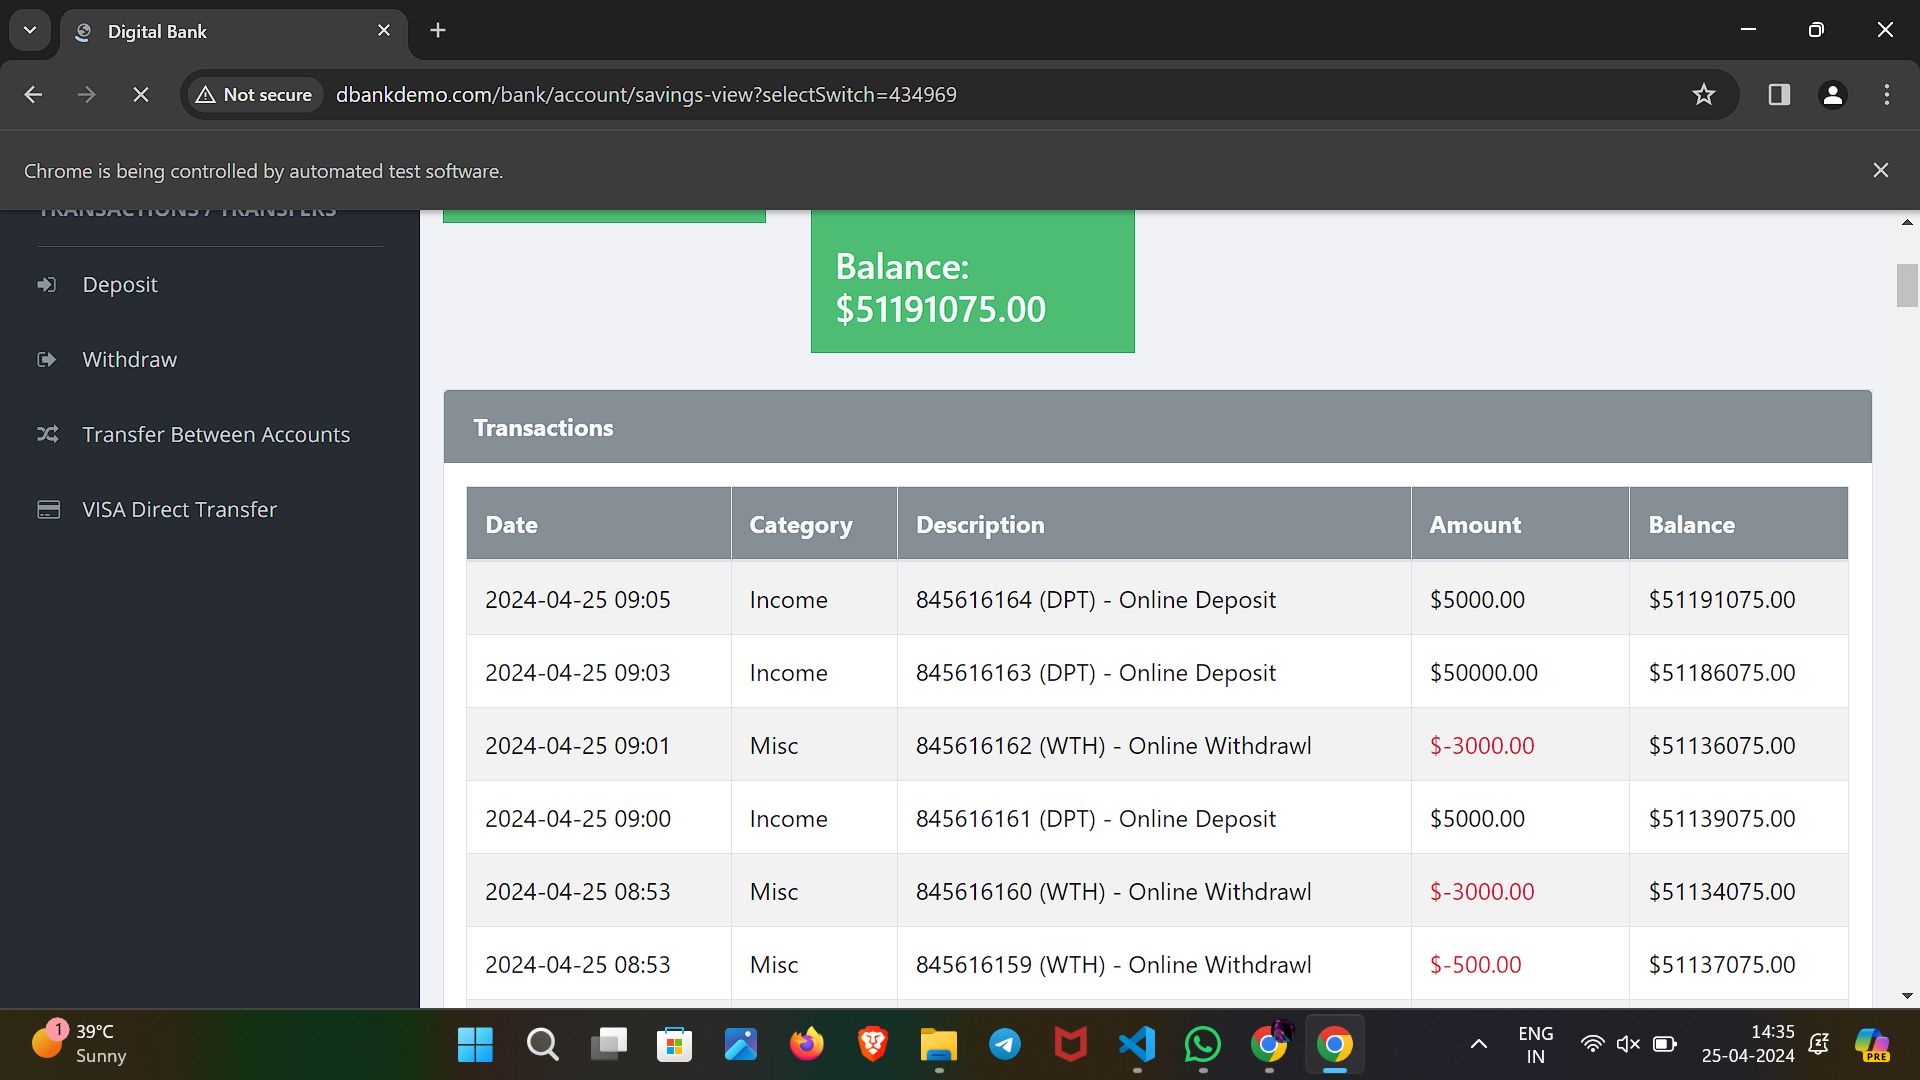 Digital Bank
Not secure
dbankdemo.com/bank/account/savings-view?selectSwitch=434969
Chrome is being controlled by automated test software.
TRANSACTIONS / TRANSFERS
Deposit
Withdraw
Transfer Between Accounts
VISA Direct Transfer
Balance:
$51191075.00
Transactions
Date Category Description Amount Balance
2024-04-25 09:05 Income 845616164 (DPT) - Online Deposit $5000.00 $51191075.00
2024-04-25 09:03 Income 845616163 (DPT) - Online Deposit $50000.00 $51186075.00
2024-04-25 09:01 Misc 845616162 (WTH) - Online Withdrawl $-3000.00 $51136075.00
2024-04-25 09:00 Income 845616161 (DPT) - Online Deposit $5000.00 $51139075.00
2024-04-25 08:53 Misc 845616160 (WTH) - Online Withdrawl $-3000.00 $51134075.00
2024-04-25 08:53 Misc 845616159 (WTH) - Online Withdrawl $-500.00 $51137075.00
1
39°C
Sunny
ENG
IN
14:35
25-04-2024
PRE